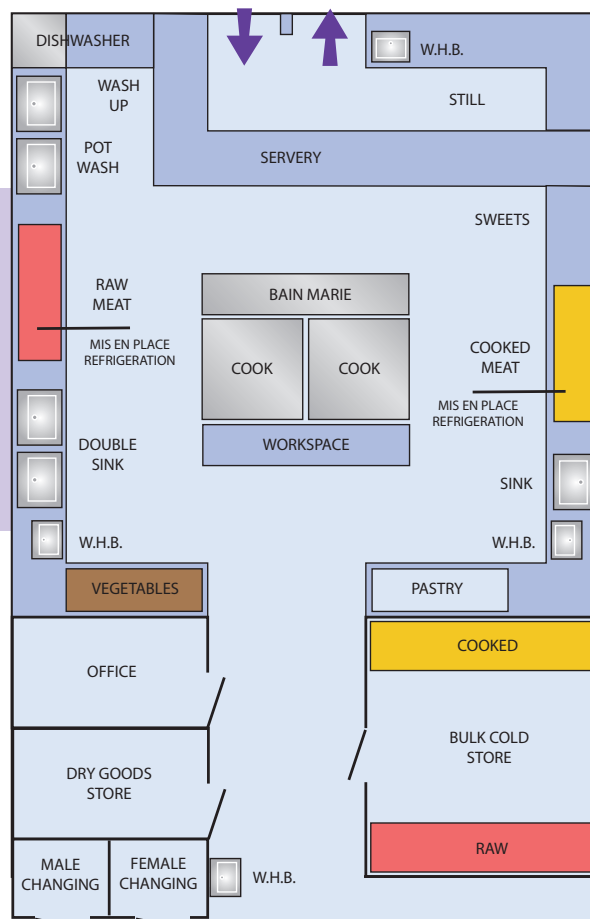 DISHWASHER
W.H.B.
WASH
UP
STILL
POT
WASH
SERVERY
SWEETS
RAW
MEAT
BAIN MARIE
MIS EN PLACE
REFRIGERATION
COOK
COOK
COOKED
MEAT
MIS EN PLACE
REFRIGERATION
DOUBLE
SINK
WORKSPACE
SINK
W.H.B.
W.H.B.
VEGETABLES
PASTRY
OFFICE
COOKED
BULK COLD
STORE
DRY GOODS
STORE
RAW
MALE
CHANGING
FEMALE
CHANGING
W.H.B.